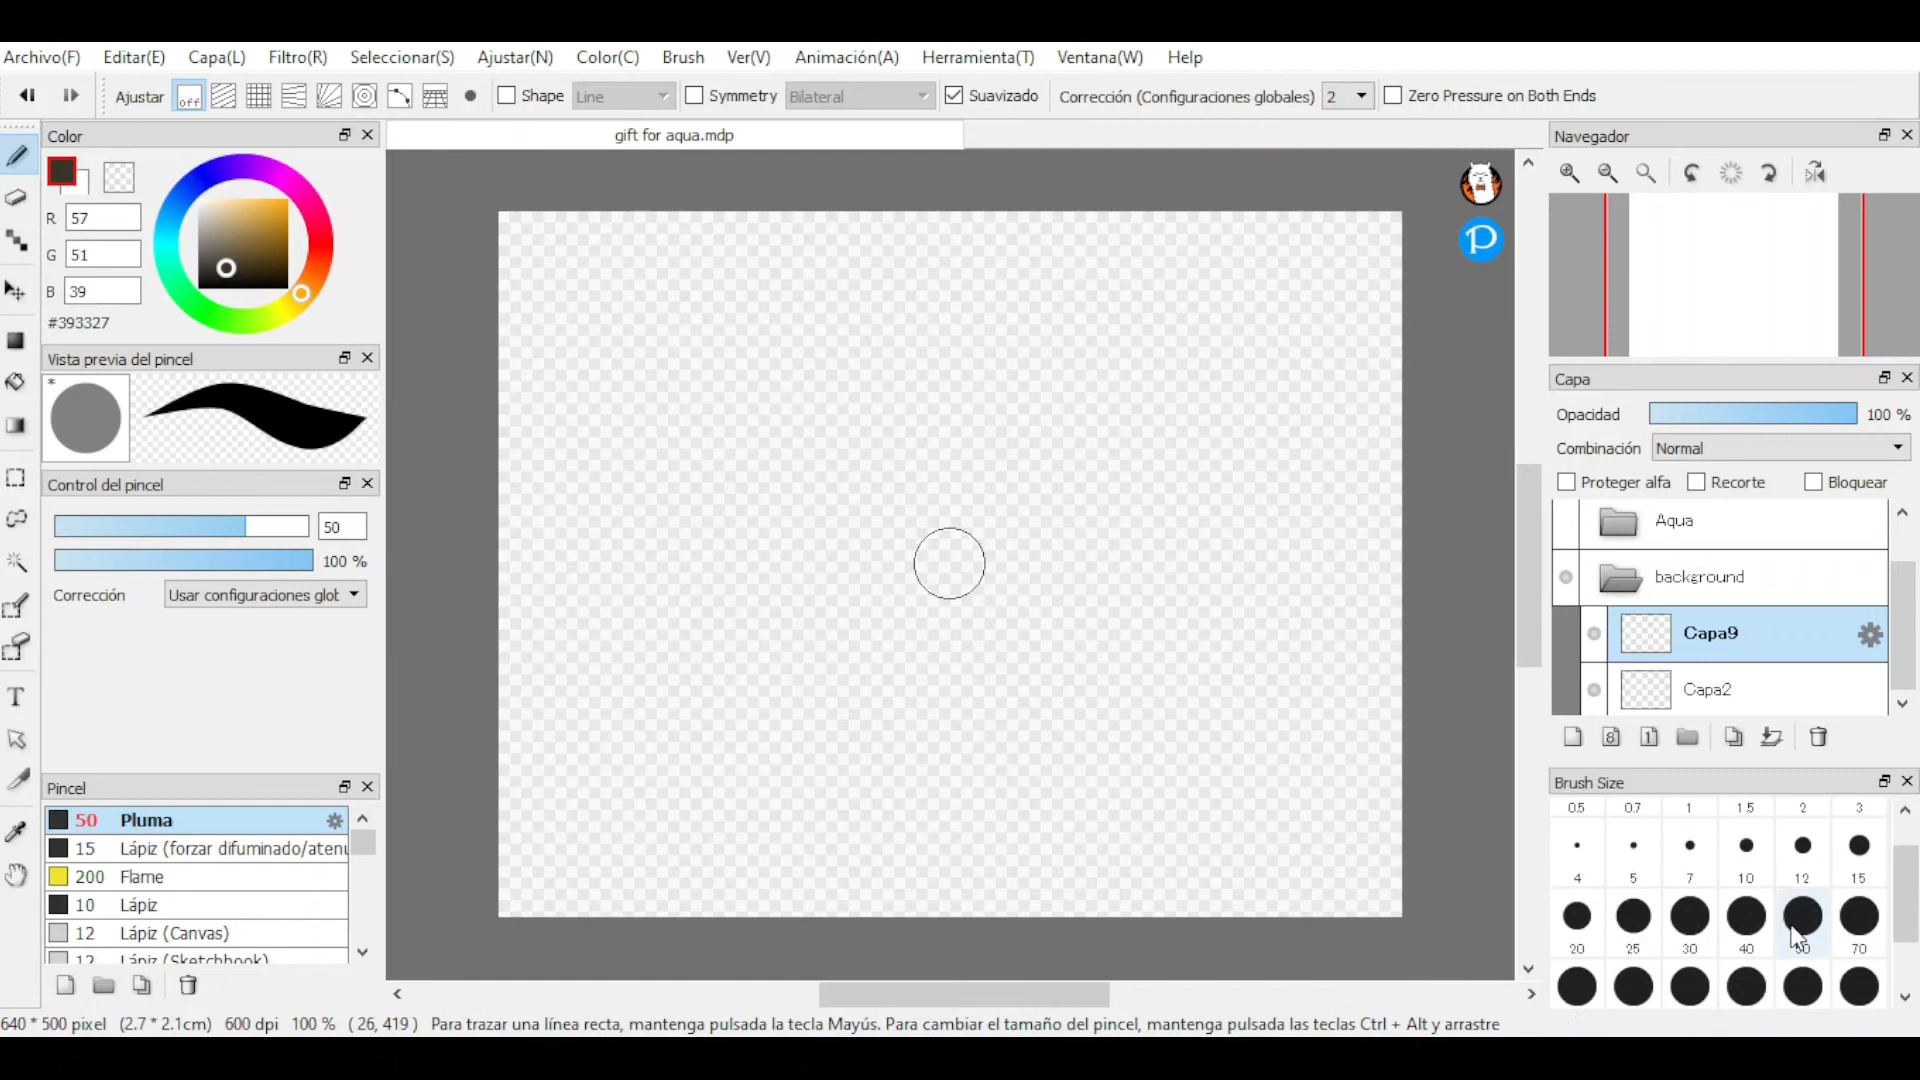 Archivo(F) Editar(E) Capa(L) Filtro(R) Seleccionar(S) Ajustar(N) Color(C) Brush Ver(V) Animación(A) Herramienta(T) Ventana(W) Help
Ajustar off Shape Line Symmetry Bilateral Suavizado Corrección (Configuraciones globales) 2 Zero Pressure on Both Ends
Color
R 57
G 51
B 39
#393327
Vista previa del pincel
*
Control del pincel
50
100 %
Corrección Usar configuraciones glot
Pincel
50 Pluma
15 Lápiz (forzar difuminado/atenu
200 Flame
10 Lápiz
12 Lápiz (Canvas)
12 Lápiz (Sketchbook)
T
gift for aqua.mdp
P
Navegador
Capa
Opacidad 100 %
Combinación Normal
Proteger alfa Recorte Bloquear
Aqua
background
Capa9
Capa2
8 1
Brush Size
0.5 0.7 1 1.5 2 3
4 5 7 10 12 15
20 25 30 40 50 70
640 * 500 pixel (2.7 * 2.1cm) 600 dpi 100 % ( 26, 419 ) Para trazar una línea recta, mantenga pulsada la tecla Mayús. Para cambiar el tamaño del pincel, mantenga pulsada las teclas Ctrl + Alt y arrastre